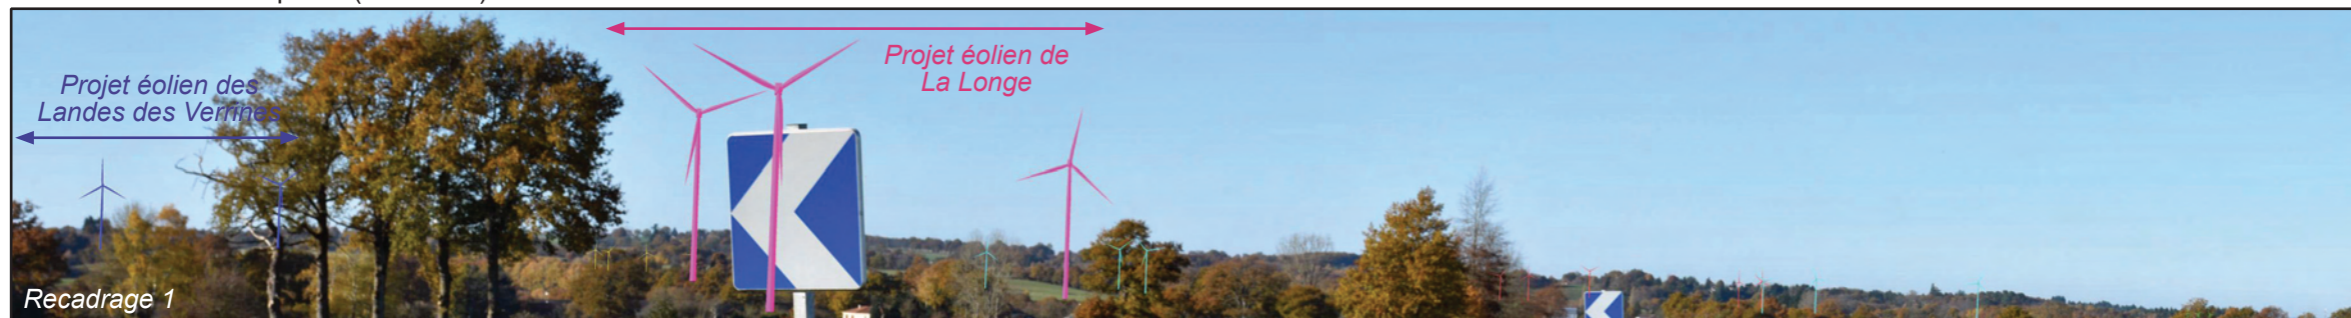 Projet éolien des
Landes des Verrines
Projet éolien de
La Longe
Recadrage 1